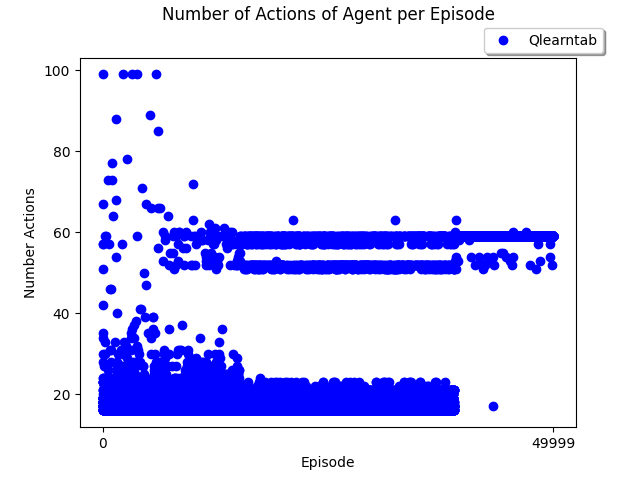 Number of Actions of Agent per Episode
Qlearntab
100
80
60
40
20
Number Actions
0
49999
Episode